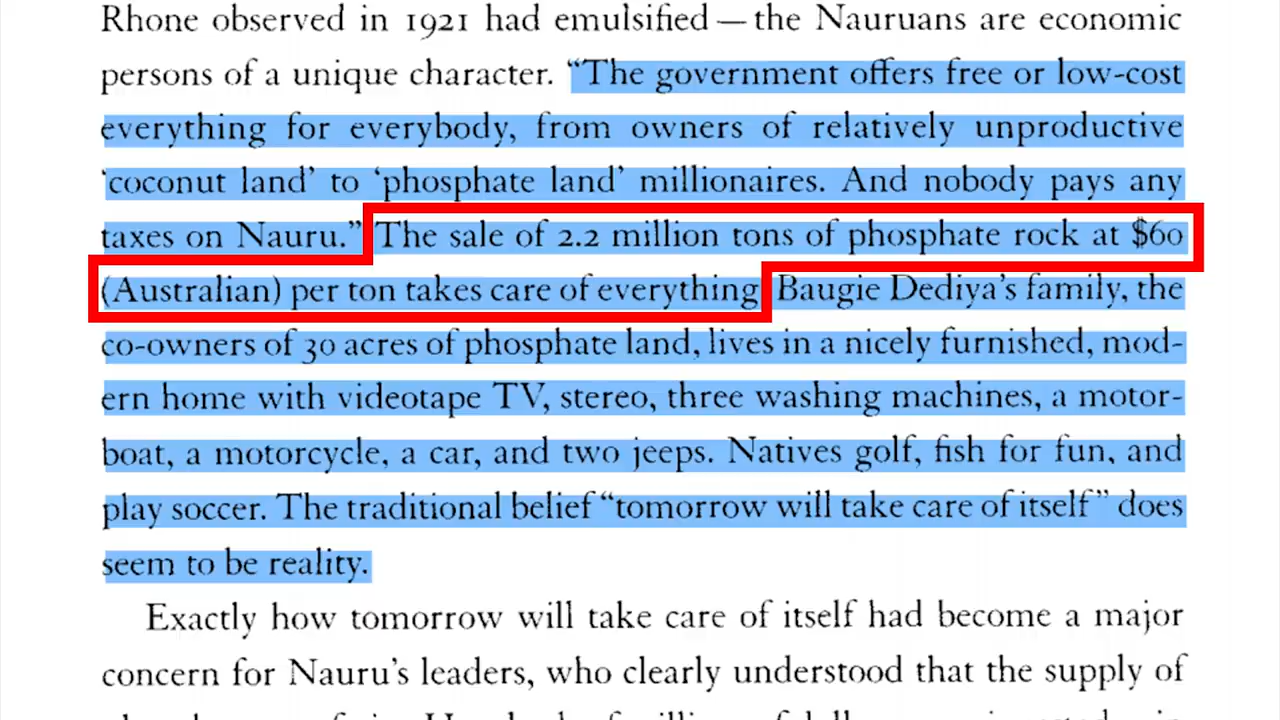 Rhone observed in 1921 had emulsified — the Nauruans are economic
persons of a unique character. “The government offers free or low-cost
everything for everybody, from owners of relatively unproductive
‘coconut land’ to ‘phosphate land’ millionaires. And nobody pays any
taxes on Nauru.” The sale of 2.2 million tons of phosphate rock at $60
(Australian) per ton takes care of everything Baugie Dediya’s family, the
co-owners of 30 acres of phosphate land, lives in a nicely furnished, mod-
ern home with videotape TV, stereo, three washing machines, a motor-
boat, a motorcycle, a car, and two jeeps. Natives golf, fish for fun, and
play soccer. The traditional belief “tomorrow will take care of itself” does
seem to be reality.
Exactly how tomorrow will take care of itself had become a major
concern for Nauru’s leaders, who clearly understood that the supply of